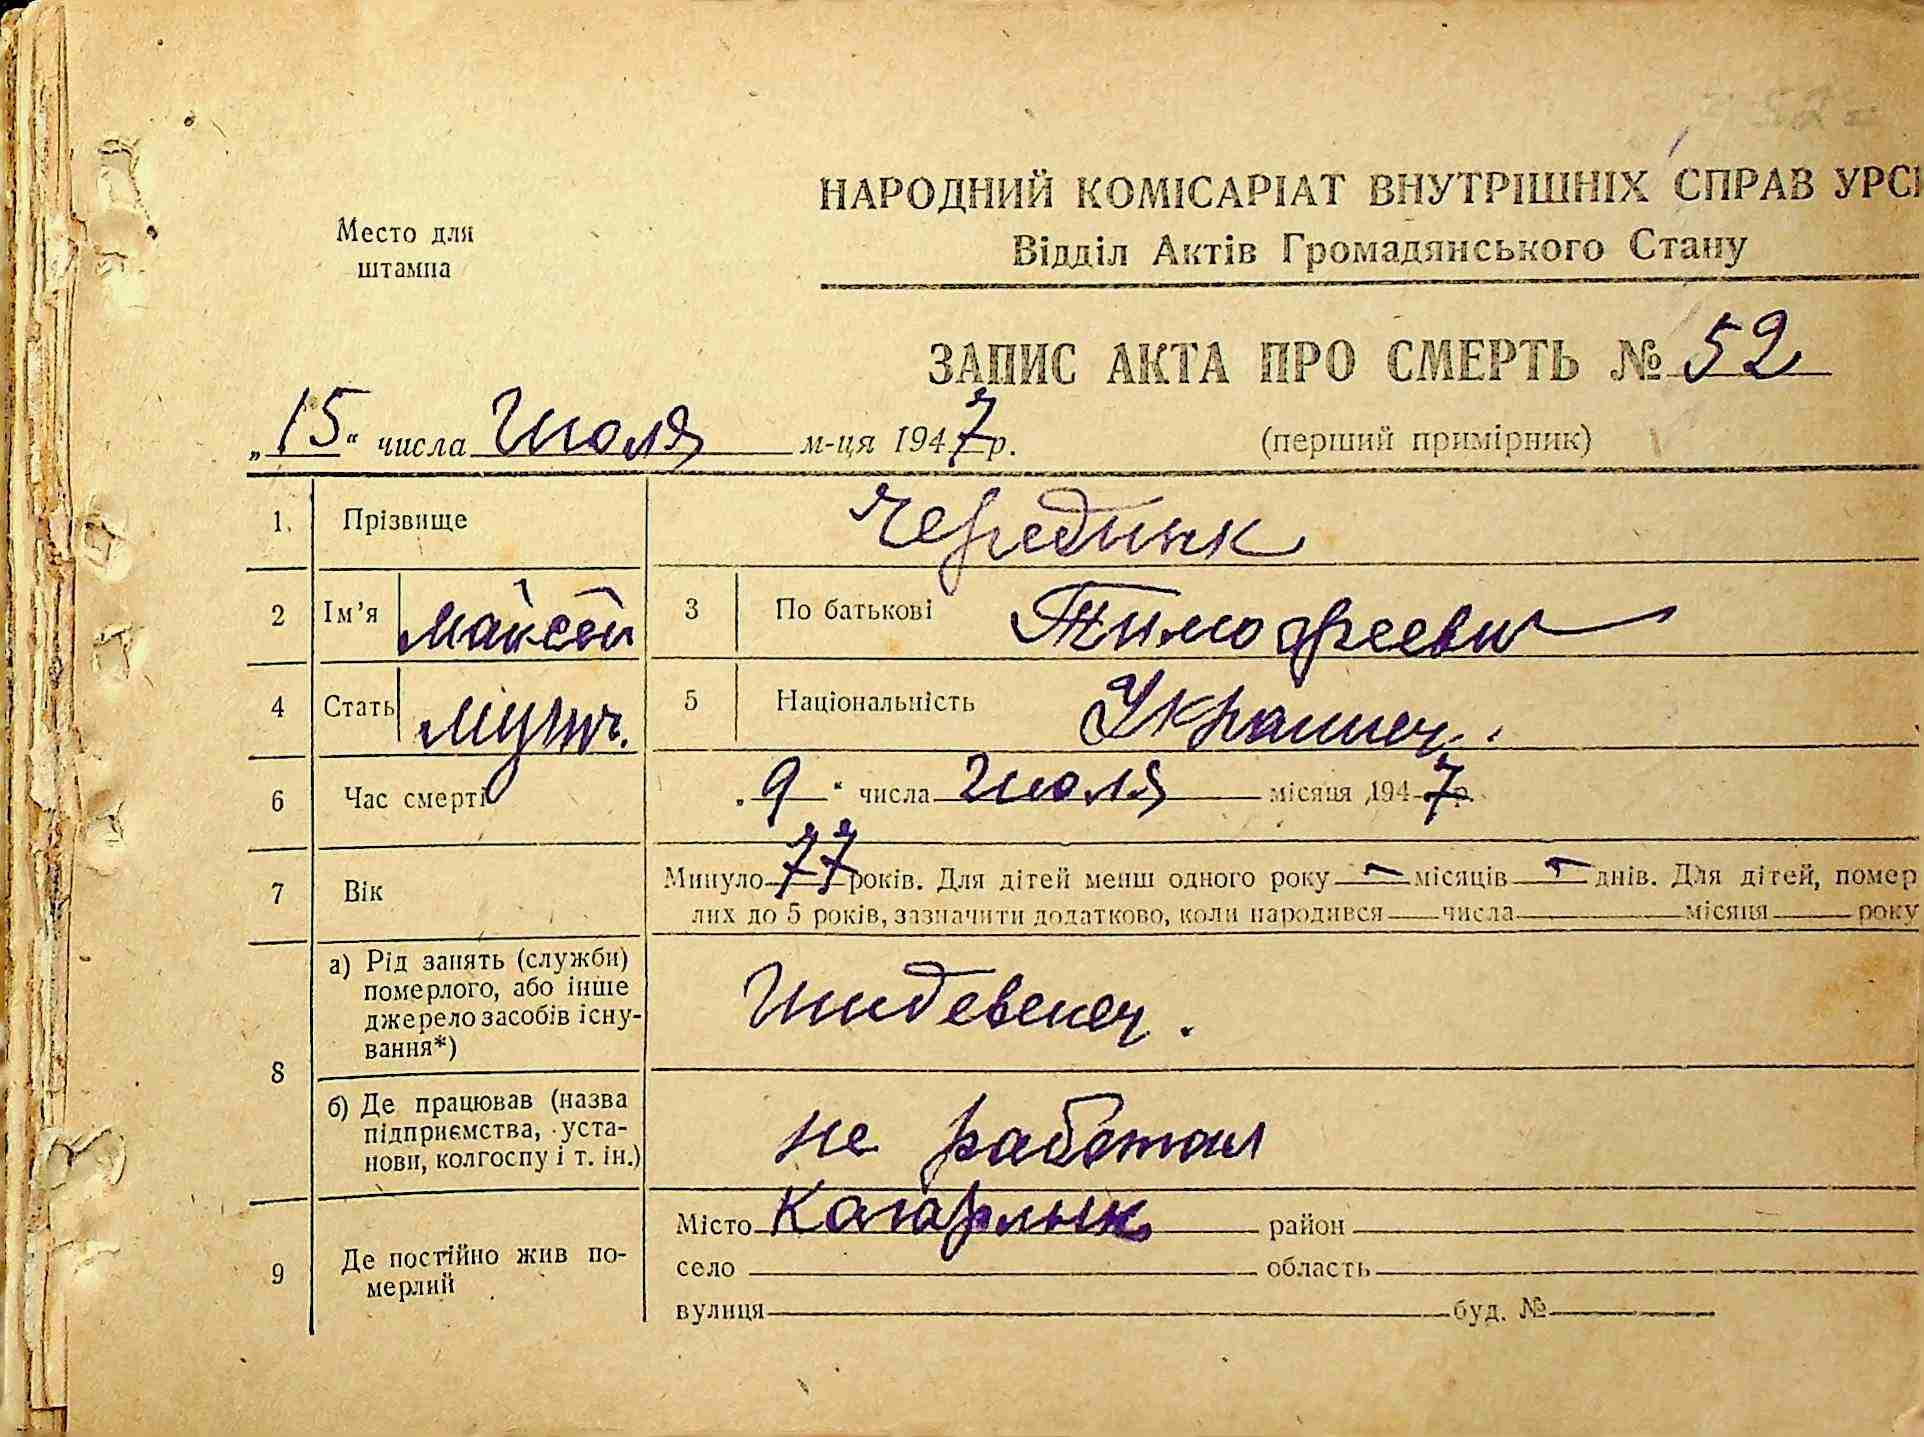 Место для
штампа
НАРОДНИЙ КОМІСАРІАТ ВНУТРІШНІХ СПРАВ УРСР
Відділ Актів Громадянського Стану
ЗАПИС АКТА ПРО СМЕРТЬ № 52
„15“ числа Июля м-ця 1947 р. (перший примірник)
1. Прізвище Чередник
2 Ім'я 3 По батькові Тимофеевич
4 Стать мужч. 5 Національність Украинец.
6 Час смерті „9“ числа Июля місяця 1947 р.
7 Вік Минуло 77 років. Для дітей менш одного року — місяців — днів. Для дітей, помер
лих до 5 років, зазначити додатково, коли народився — числа — місяця — року
8 а) Рід занять (служби)
померлого, або інше
джерело засобів існу-
вання*) Иждевенец.
б) Де працював (назва
підприємства, уста-
нови, колгоспу і т. ін.) не работал
9 Де постійно жив по-
мерлий
Місто Кагарлык район
село область
вулиця буд. №